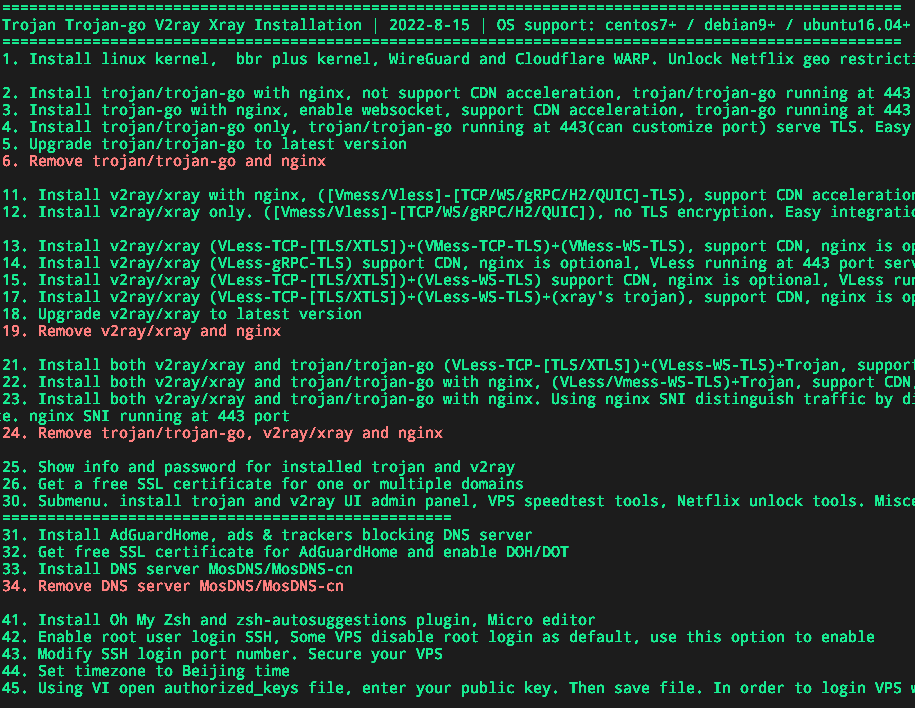 ====================================================================================================
Trojan Trojan-go V2ray Xray Installation | 2022-8-15 | OS support: centos7+ / debian9+ / ubuntu16.04+
====================================================================================================
1. Install linux kernel,  bbr plus kernel, WireGuard and Cloudflare WARP. Unlock Netflix geo restricti
2. Install trojan/trojan-go with nginx, not support CDN acceleration, trojan/trojan-go running at 443
3. Install trojan-go with nginx, enable websocket, support CDN acceleration, trojan-go running at 443
4. Install trojan/trojan-go only, trojan/trojan-go running at 443(can customize port) serve TLS. Easy
5. Upgrade trojan/trojan-go to latest version
6. Remove trojan/trojan-go and nginx
11. Install v2ray/xray with nginx, ([Vmess/Vless]-[TCP/WS/gRPC/H2/QUIC]-TLS), support CDN acceleration
12. Install v2ray/xray only. ([Vmess/Vless]-[TCP/WS/gRPC/H2/QUIC]), no TLS encryption. Easy integratio
13. Install v2ray/xray (VLess-TCP-[TLS/XTLS])+(VMess-TCP-TLS)+(VMess-WS-TLS), support CDN, nginx is op
14. Install v2ray/xray (VLess-gRPC-TLS) support CDN, nginx is optional, VLess running at 443 port serv
15. Install v2ray/xray (VLess-TCP-[TLS/XTLS])+(VLess-WS-TLS) support CDN, nginx is optional, VLess run
17. Install v2ray/xray (VLess-TCP-[TLS/XTLS])+(VLess-WS-TLS)+(xray's trojan), support CDN, nginx is op
18. Upgrade v2ray/xray to latest version
19. Remove v2ray/xray and nginx
21. Install both v2ray/xray and trojan/trojan-go (VLess-TCP-[TLS/XTLS])+(VLess-WS-TLS)+Trojan, support
22. Install both v2ray/xray and trojan/trojan-go with nginx, (VLess/Vmess-WS-TLS)+Trojan, support CDN,
23. Install both v2ray/xray and trojan/trojan-go with nginx. Using nginx SNI distinguish traffic by di
e. nginx SNI running at 443 port
24. Remove trojan/trojan-go, v2ray/xray and nginx
25. Show info and password for installed trojan and v2ray
26. Get a free SSL certificate for one or multiple domains
30. Submenu. install trojan and v2ray UI admin panel, VPS speedtest tools, Netflix unlock tools. Misce
==================================================
31. Install AdGuardHome, ads & trackers blocking DNS server
32. Get free SSL certificate for AdGuardHome and enable DOH/DOT
33. Install DNS server MosDNS/MosDNS-cn
34. Remove DNS server MosDNS/MosDNS-cn
41. Install Oh My Zsh and zsh-autosuggestions plugin, Micro editor
42. Enable root user login SSH, Some VPS disable root login as default, use this option to enable
43. Modify SSH login port number. Secure your VPS
44. Set timezone to Beijing time
45. Using VI open authorized_keys file, enter your public key. Then save file. In order to login VPS w